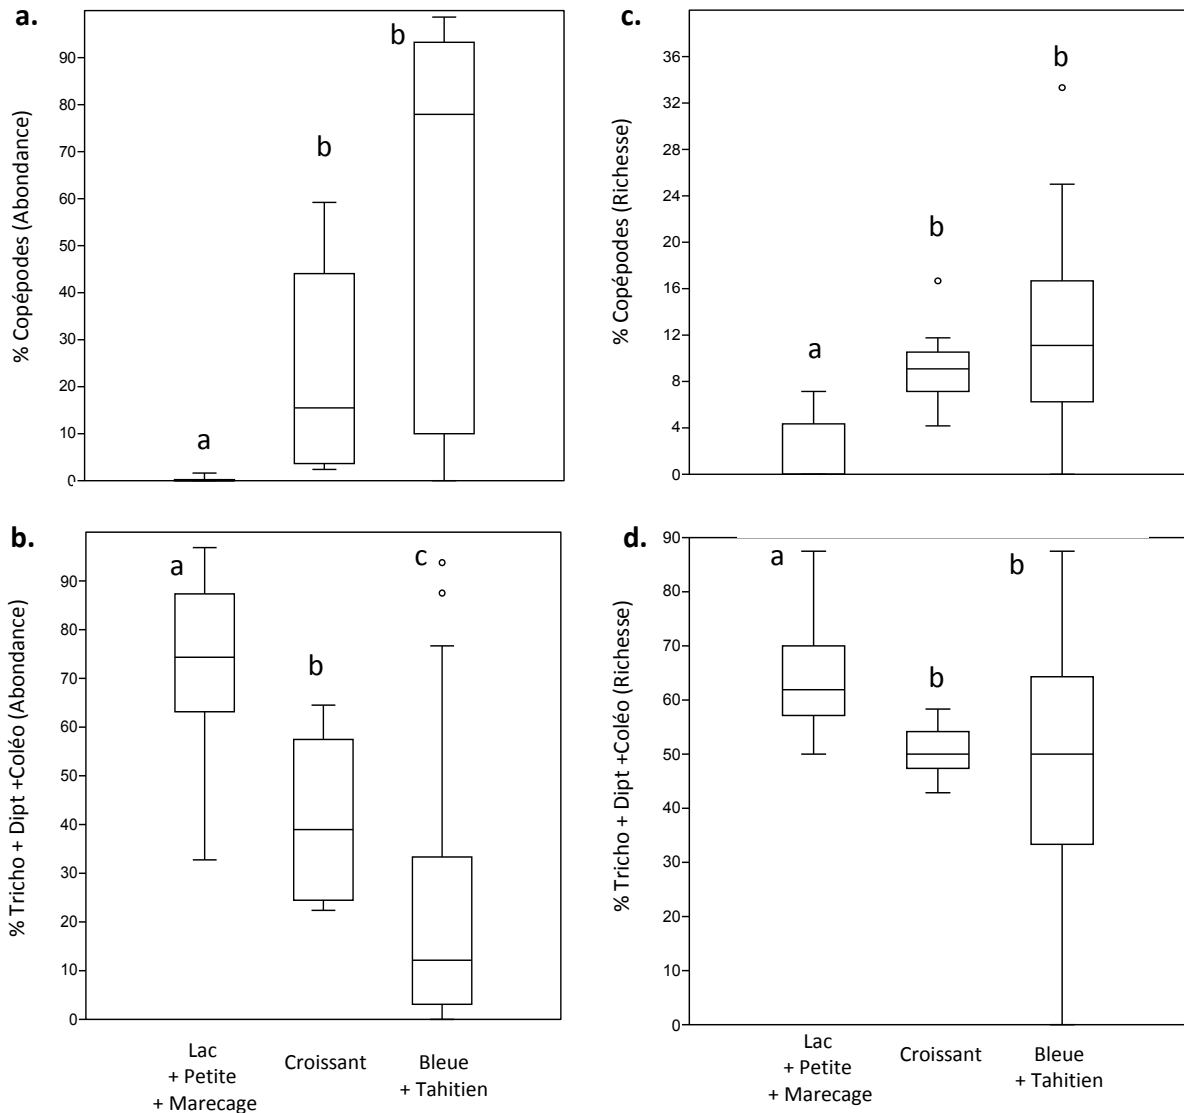 a.
% Copépodes (Abondance)
90
80
70
60
50
40
30
20
10
0
a
b
b
c.
% Copépodes (Richesse)
36
32
28
24
20
16
12
8
4
0
a
b
b
b.
% Tricho + Dipt +Coléo (Abondance)
90
80
70
60
50
40
30
20
10
0
a
b
c
Lac
+ Petite
+ Marecage
Croissant
Bleue
+ Tahitien
d.
% Tricho + Dipt +Coléo (Richesse)
90
80
70
60
50
40
30
20
10
0
a
b
b
Lac
+ Petite
+ Marecage
Croissant
Bleue
+ Tahitien